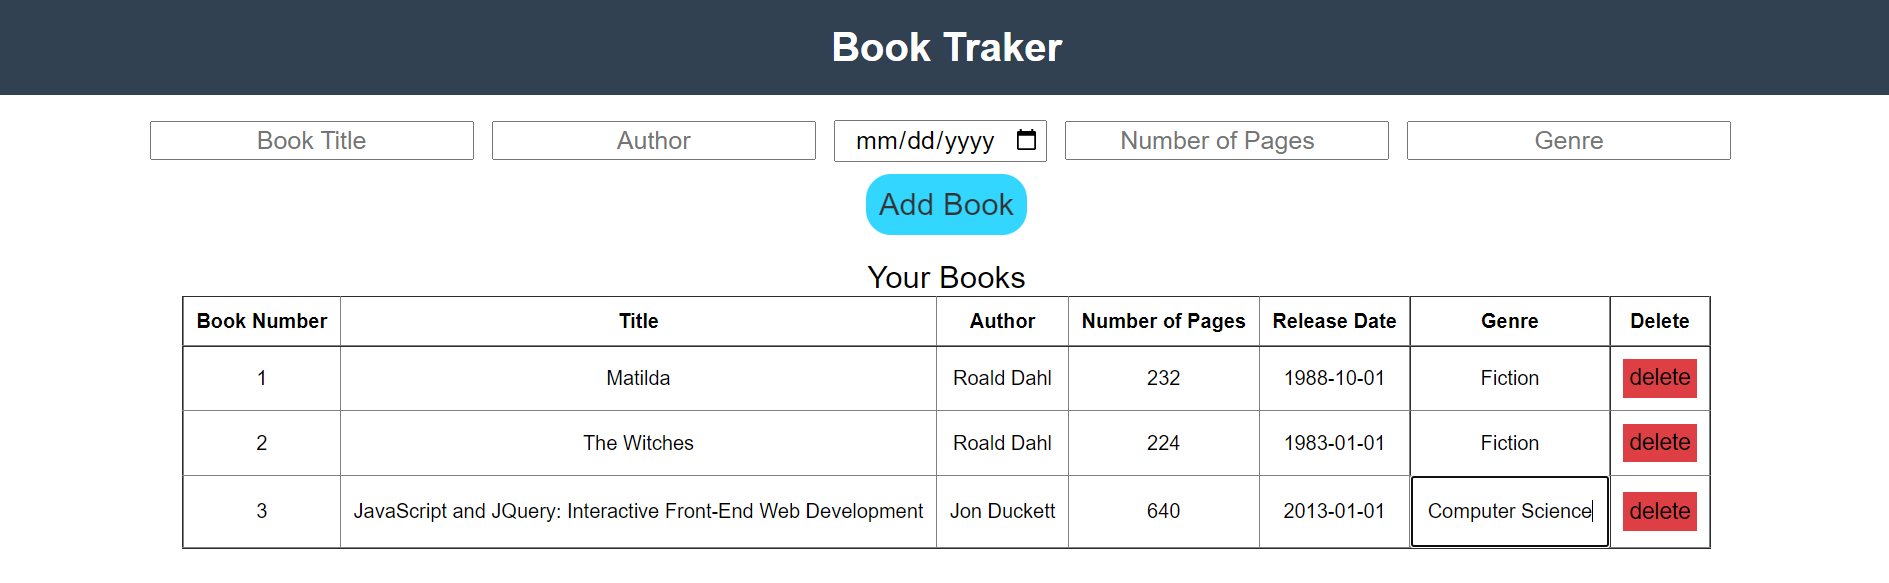 Book Traker
Book Title Author mm/dd/yyyy Number of Pages Genre
Add Book
Your Books
Book Number Title Author Number of Pages Release Date Genre Delete
1 Matilda Roald Dahl 232 1988-10-01 Fiction delete
2 The Witches Roald Dahl 224 1983-01-01 Fiction delete
3 JavaScript and JQuery: Interactive Front-End Web Development Jon Duckett 640 2013-01-01 Computer Science delete